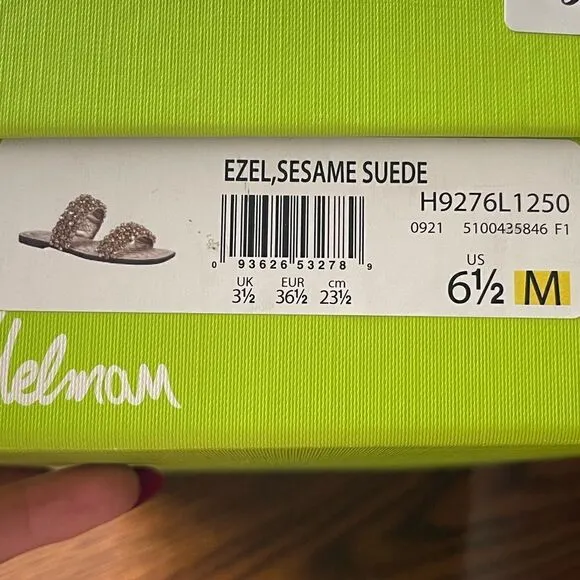 EZEL,SESAME SUEDE
H9276L1250
0921 5100435846 F1
0 93626 53278 9
UK EUR cm
3½ 36½ 23½
US
6½ M